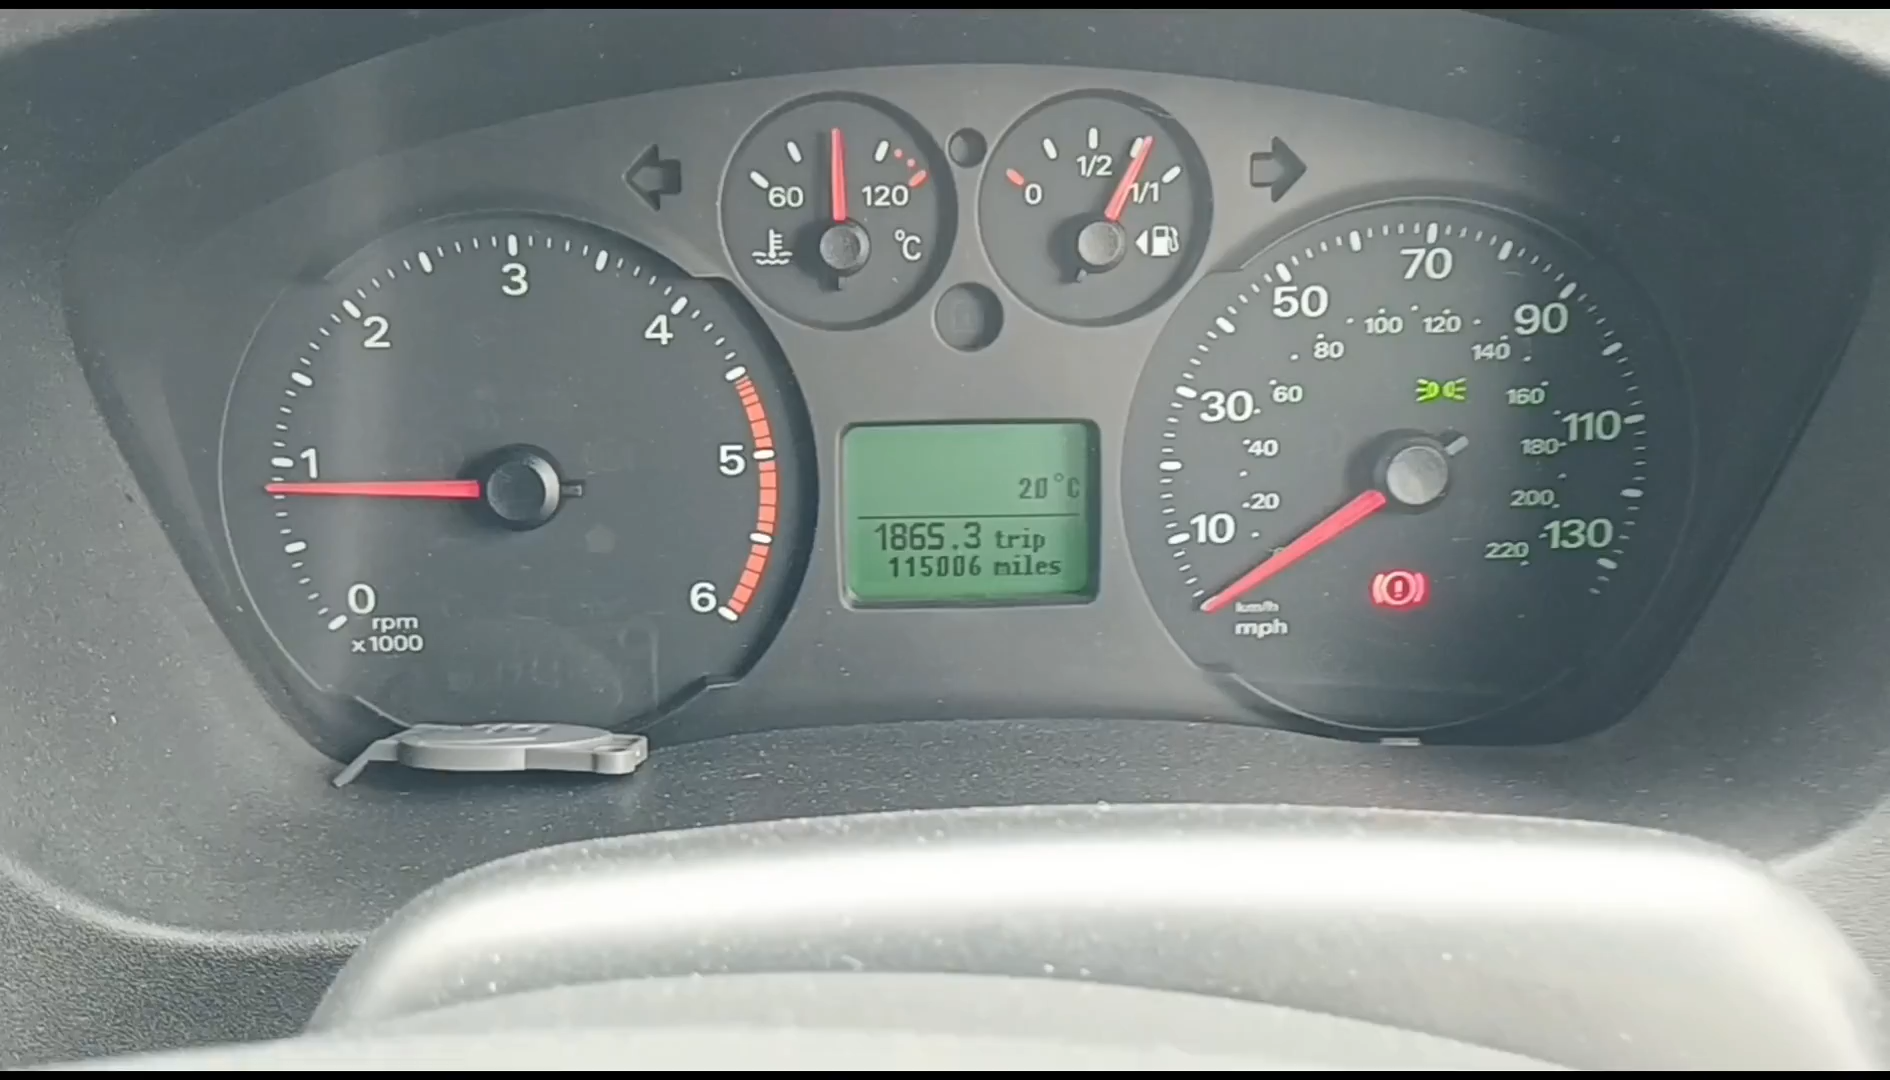 60 120
°C
0 1/2 1/1
0 1 2 3 4 5 6
rpm
x1000
20°C
1865.3 trip
115006 miles
10 30 50 70 90 110 130
20 40 60 80 100 120 140 160 180 200 220
km/h
mph